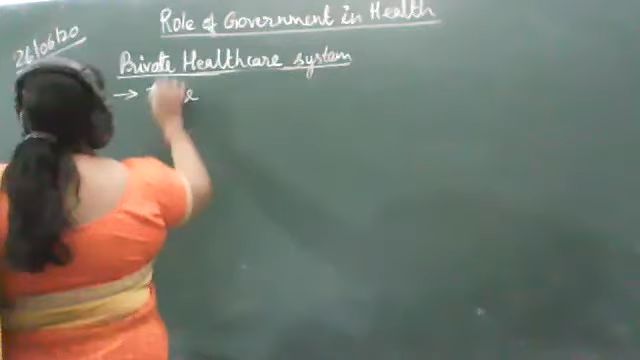 Role of Government in Health
26/06/20
Private Healthcare system
→